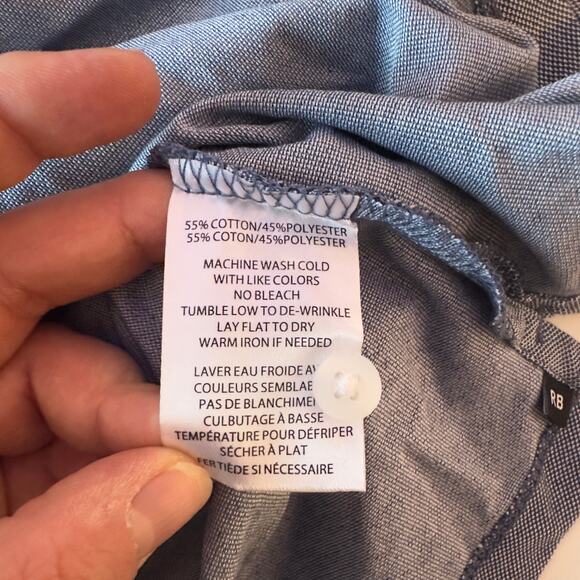 55% COTTON/45%POLYESTER
55% COTON/45%POLYESTER
MACHINE WASH COLD
WITH LIKE COLORS
NO BLEACH
TUMBLE LOW TO DE-WRINKLE
LAY FLAT TO DRY
WARM IRON IF NEEDED
LAVER EAU FROIDE
COULEURS
PAS DE
CULBUTAGE À BASSE
TEMPÉRATURE POUR DÉFRIPER
SÉCHER À PLAT
FER TIÈDE SI NÉCESSAIRE
RB